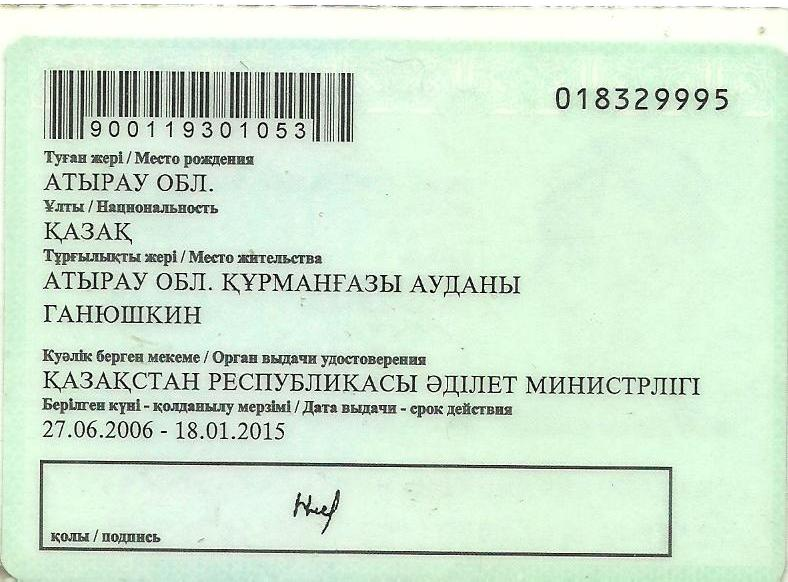 018329995
900119301053
Туған жері / Место рождения
АТЫРАУ ОБЛ.
Ұлты / Национальность
ҚАЗАҚ
Тұрғылықты жері / Место жительства
АТЫРАУ ОБЛ. ҚҰРМАНҒАЗЫ АУДАНЫ
ГАНЮШКИН
Куәлік берген мекеме / Орган выдачи удостоверения
ҚАЗАҚСТАН РЕСПУБЛИКАСЫ ӘДІЛЕТ МИНИСТРЛІГІ
Берілген күні - қолданылу мерзімі / Дата выдачи - срок действия
27.06.2006 - 18.01.2015
қолы / подпись